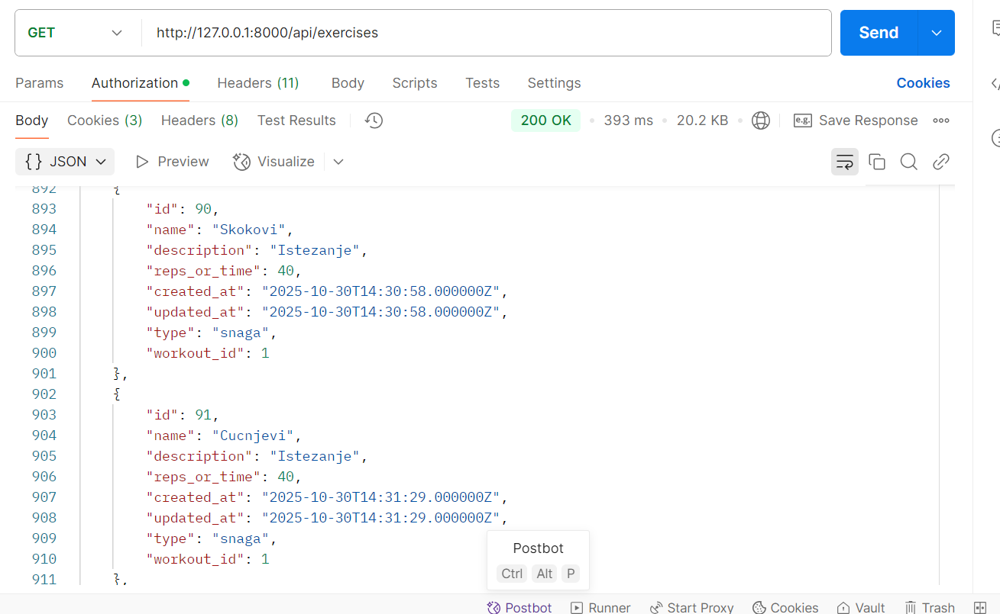 GET http://127.0.0.1:8000/api/exercises Send
Params Authorization Headers (11) Body Scripts Tests Settings Cookies
Body Cookies (3) Headers (8) Test Results 200 OK 393 ms 20.2 KB e.g. Save Response
{} JSON Preview Visualize
892 {
893 "id": 90,
894 "name": "Skokovi",
895 "description": "Istezanje",
896 "reps_or_time": 40,
897 "created_at": "2025-10-30T14:30:58.000000Z",
898 "updated_at": "2025-10-30T14:30:58.000000Z",
899 "type": "snaga",
900 "workout_id": 1
901 },
902 {
903 "id": 91,
904 "name": "Cucnjevi",
905 "description": "Istezanje",
906 "reps_or_time": 40,
907 "created_at": "2025-10-30T14:31:29.000000Z",
908 "updated_at": "2025-10-30T14:31:29.000000Z",
909 "type": "snaga",
910 "workout_id": 1
911 },
Postbot
Ctrl Alt P
Postbot Runner Start Proxy Cookies Vault Trash